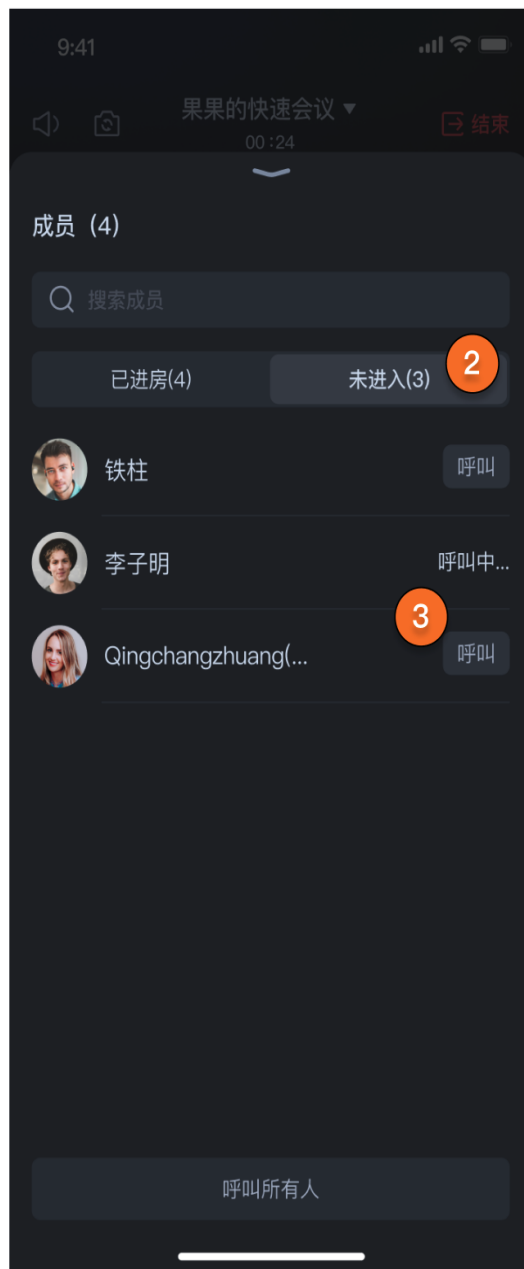 9:41
果果的快速会议 ▼
结束
00:24
成员（4）
搜索成员
已进房(4)
未进入(3)
2
铁柱
呼叫
李子明
呼叫中...
3
Qingchangzhuang(...
呼叫
呼叫所有人